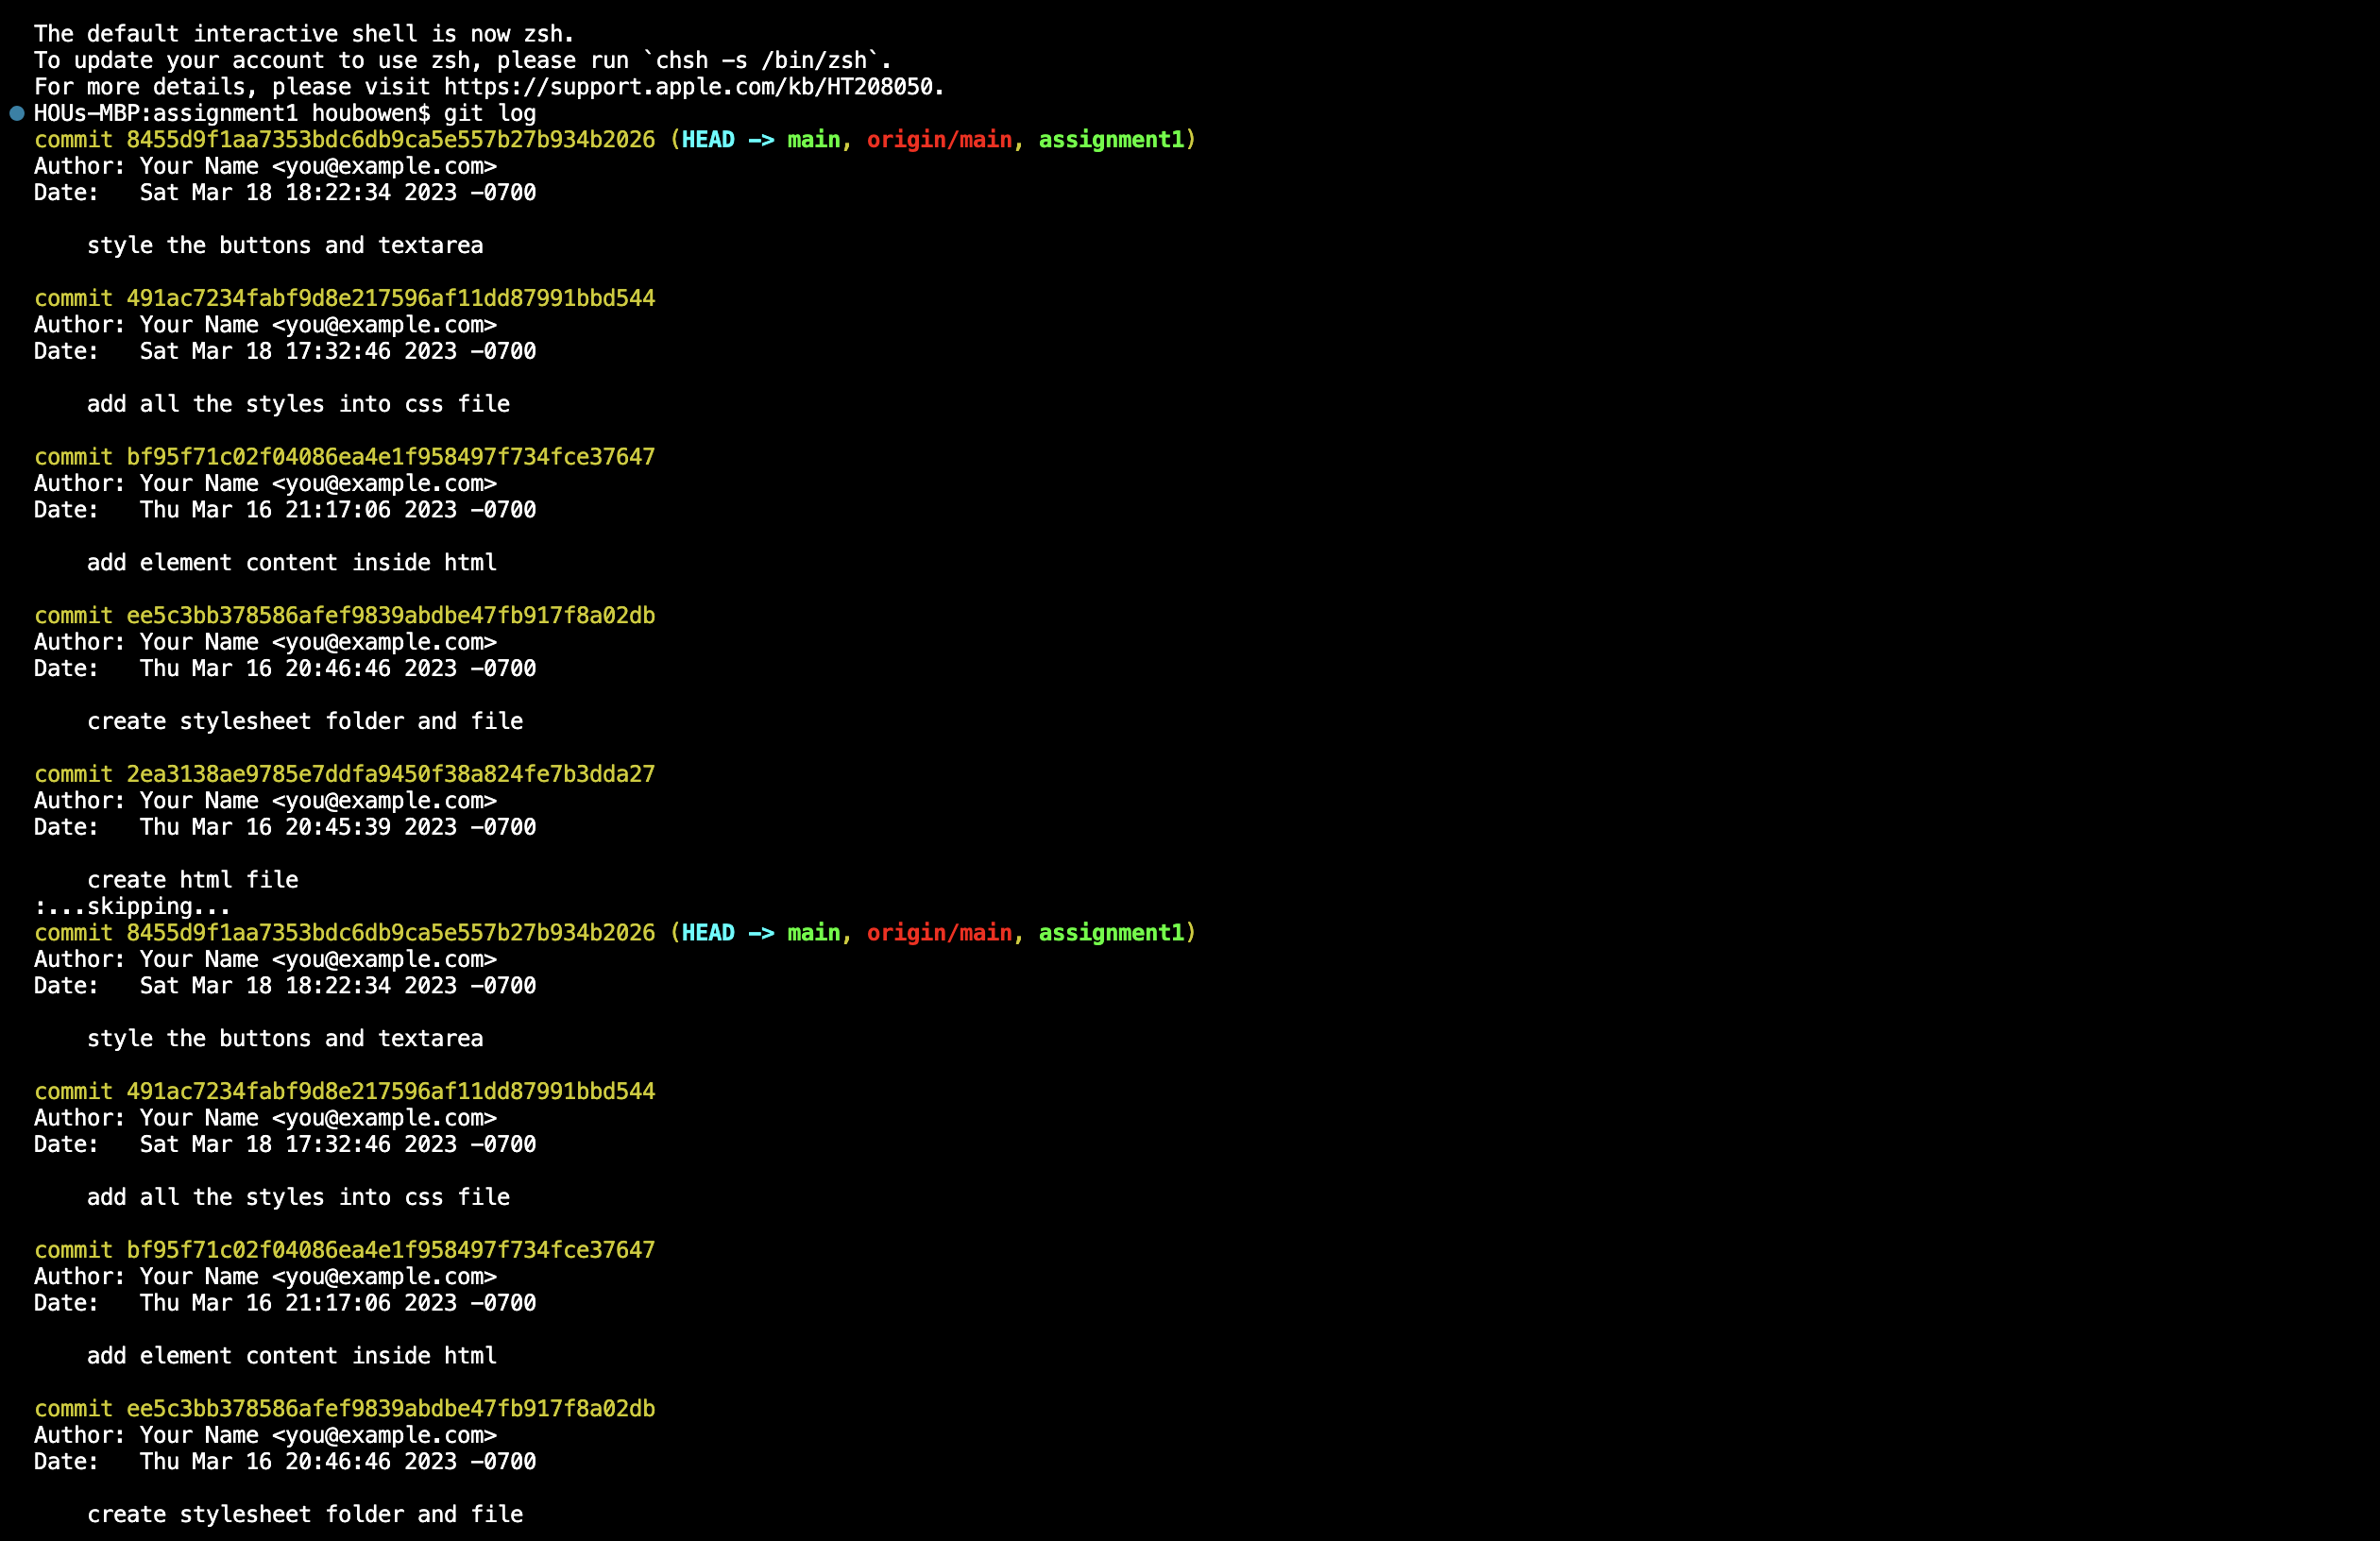 The default interactive shell is now zsh.
To update your account to use zsh, please run `chsh -s /bin/zsh`.
For more details, please visit https://support.apple.com/kb/HT208050.
HOUs-MBP:assignment1 houbowen$ git log
commit 8455d9f1aa7353bdc6db9ca5e557b27b934b2026 (HEAD -> main, origin/main, assignment1)
Author: Your Name <you@example.com>
Date:   Sat Mar 18 18:22:34 2023 -0700

    style the buttons and textarea

commit 491ac7234fabf9d8e217596af11dd87991bbd544
Author: Your Name <you@example.com>
Date:   Sat Mar 18 17:32:46 2023 -0700

    add all the styles into css file

commit bf95f71c02f04086ea4e1f958497f734fce37647
Author: Your Name <you@example.com>
Date:   Thu Mar 16 21:17:06 2023 -0700

    add element content inside html

commit ee5c3bb378586afef9839abdbe47fb917f8a02db
Author: Your Name <you@example.com>
Date:   Thu Mar 16 20:46:46 2023 -0700

    create stylesheet folder and file

commit 2ea3138ae9785e7ddfa9450f38a824fe7b3dda27
Author: Your Name <you@example.com>
Date:   Thu Mar 16 20:45:39 2023 -0700

    create html file
:...skipping...
commit 8455d9f1aa7353bdc6db9ca5e557b27b934b2026 (HEAD -> main, origin/main, assignment1)
Author: Your Name <you@example.com>
Date:   Sat Mar 18 18:22:34 2023 -0700

    style the buttons and textarea

commit 491ac7234fabf9d8e217596af11dd87991bbd544
Author: Your Name <you@example.com>
Date:   Sat Mar 18 17:32:46 2023 -0700

    add all the styles into css file

commit bf95f71c02f04086ea4e1f958497f734fce37647
Author: Your Name <you@example.com>
Date:   Thu Mar 16 21:17:06 2023 -0700

    add element content inside html

commit ee5c3bb378586afef9839abdbe47fb917f8a02db
Author: Your Name <you@example.com>
Date:   Thu Mar 16 20:46:46 2023 -0700

    create stylesheet folder and file